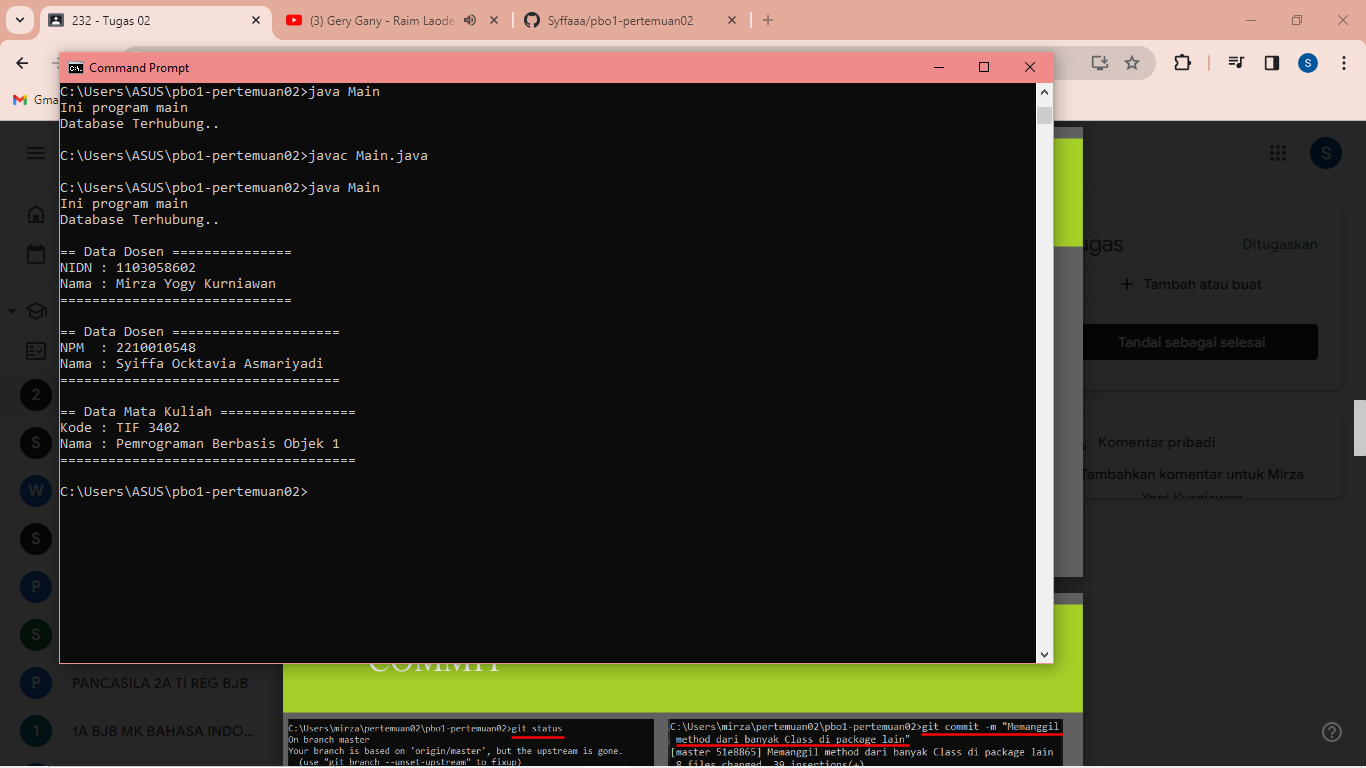 232 - Tugas 02
(3) Gery Gany - Raim Laode
Syffaaa/pbo1-pertemuan02
Command Prompt
S
Gma
C:\Users\ASUS\pbo1-pertemuan02>java Main
Ini program main
Database Terhubung..
C:\Users\ASUS\pbo1-pertemuan02>javac Main.java
C:\Users\ASUS\pbo1-pertemuan02>java Main
Ini program main
Database Terhubung..
== Data Dosen ===============
NIDN : 1103058602
Nama : Mirza Yogy Kurniawan
=============================
== Data Dosen =====================
NPM  : 2210010548
Nama : Syiffa Ocktavia Asmariyadi
===================================
== Data Mata Kuliah =================
Kode : TIF 3402
Nama : Pemrograman Berbasis Objek 1
=====================================
C:\Users\ASUS\pbo1-pertemuan02>
S
ugas
Ditugaskan
+ Tambah atau buat
Tandai sebagai selesai
Komentar pribadi
Tambahkan komentar untuk Mirza
Yogi Kurniawan
2
S
W
S
P
S
P PANCASILA 2A TI REG BJB
1 1A BJB MK BAHASA INDO...
COMMIT
C:\Users\mirza\pertemuan02\pbo1-pertemuan02>git status
On branch master
Your branch is based on 'origin/master', but the upstream is gone.
(use "git branch --unset-upstream" to fixup)
C:\Users\mirza\pertemuan02\pbo1-pertemuan02>git commit -m "Memanggil
method dari banyak Class di package lain"
[master 51e8865] Memanggil method dari banyak Class di package lain
8 files changed, 39 insertions(+)